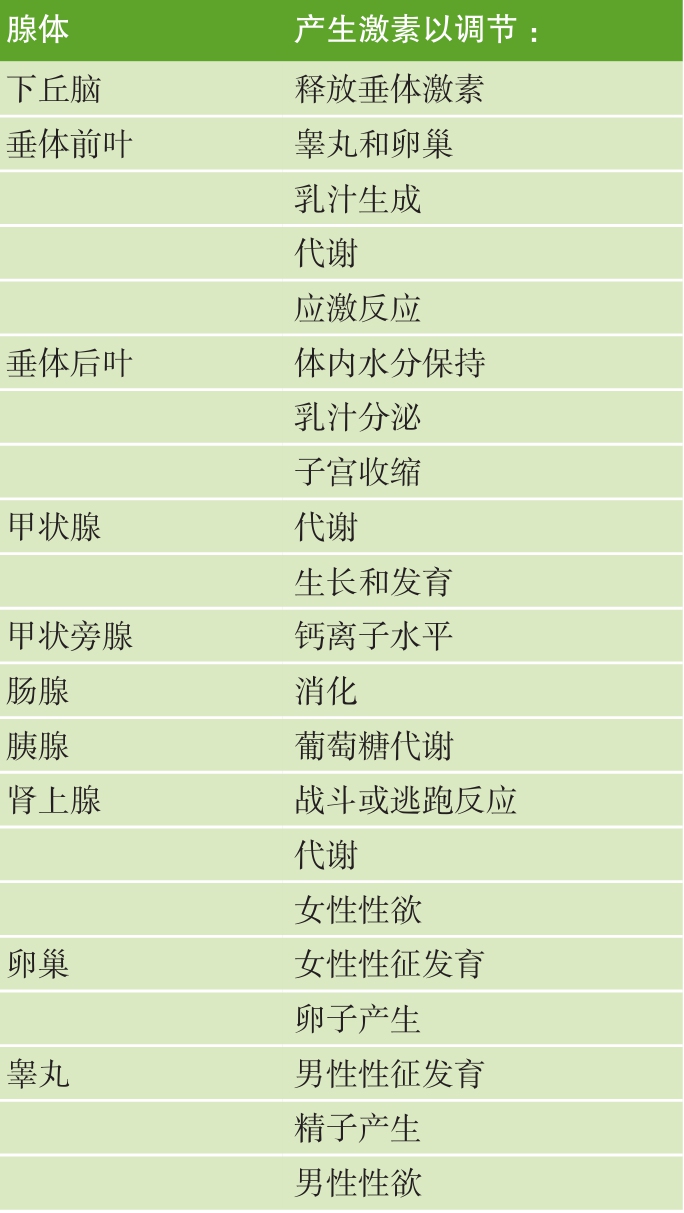 腺体 产生激素以调节：
下丘脑 释放垂体激素
垂体前叶 睾丸和卵巢
乳汁生成
代谢
应激反应
垂体后叶 体内水分保持
乳汁分泌
子宫收缩
甲状腺 代谢
生长和发育
甲状旁腺 钙离子水平
肠腺 消化
胰腺 葡萄糖代谢
肾上腺 战斗或逃跑反应
代谢
女性性欲
卵巢 女性性征发育
卵子产生
睾丸 男性性征发育
精子产生
男性性欲